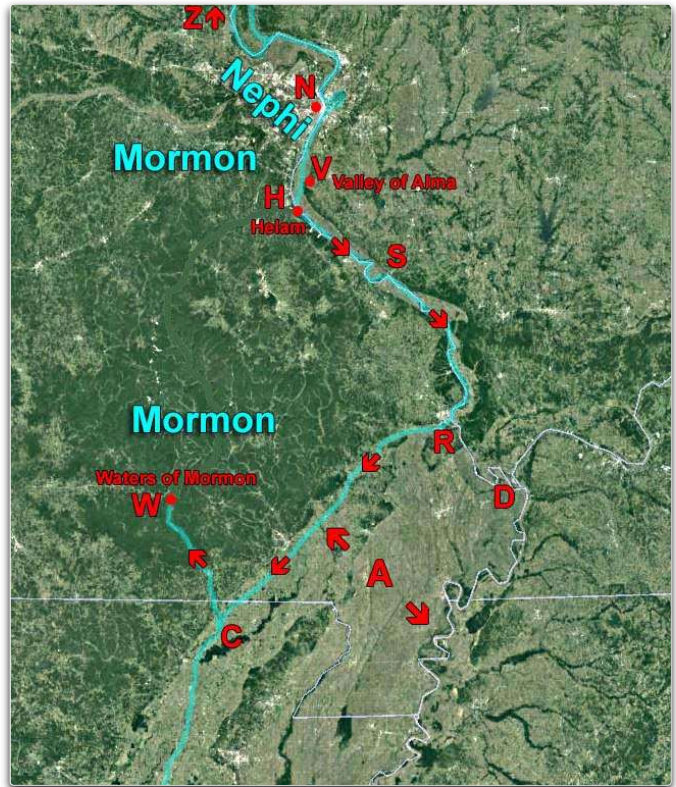 Z
N
Nephi
Mormon
V
Valley of Alma
H
Helam
S
Mormon
R
Waters of Mormon
W
D
A
C